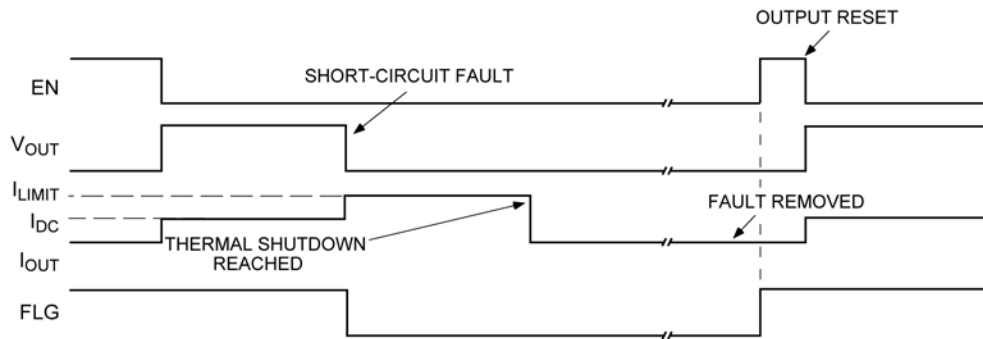 OUTPUT RESET
EN
SHORT-CIRCUIT FAULT
VOUT
ILIMIT
IDC
FAULT REMOVED
THERMAL SHUTDOWN
REACHED
IOUT
FLG